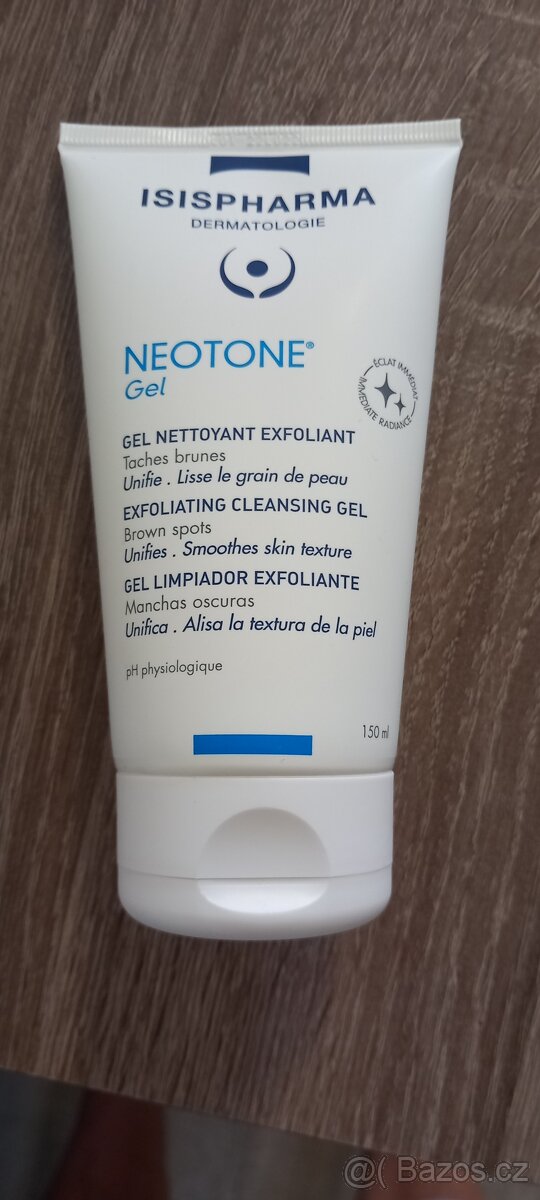 ISISPHARMA
DERMATOLOGIE
NEOTONE®
Gel
ÉCLAT IMMÉDIAT
IMMEDIATE RADIANCE
GEL NETTOYANT EXFOLIANT
Taches brunes
Unifie . Lisse le grain de peau
EXFOLIATING CLEANSING GEL
Brown spots
Unifies . Smoothes skin texture
GEL LIMPIADOR EXFOLIANTE
Manchas oscuras
Unifica . Alisa la textura de la piel
pH physiologique
150 ml
@( Bazos.cz